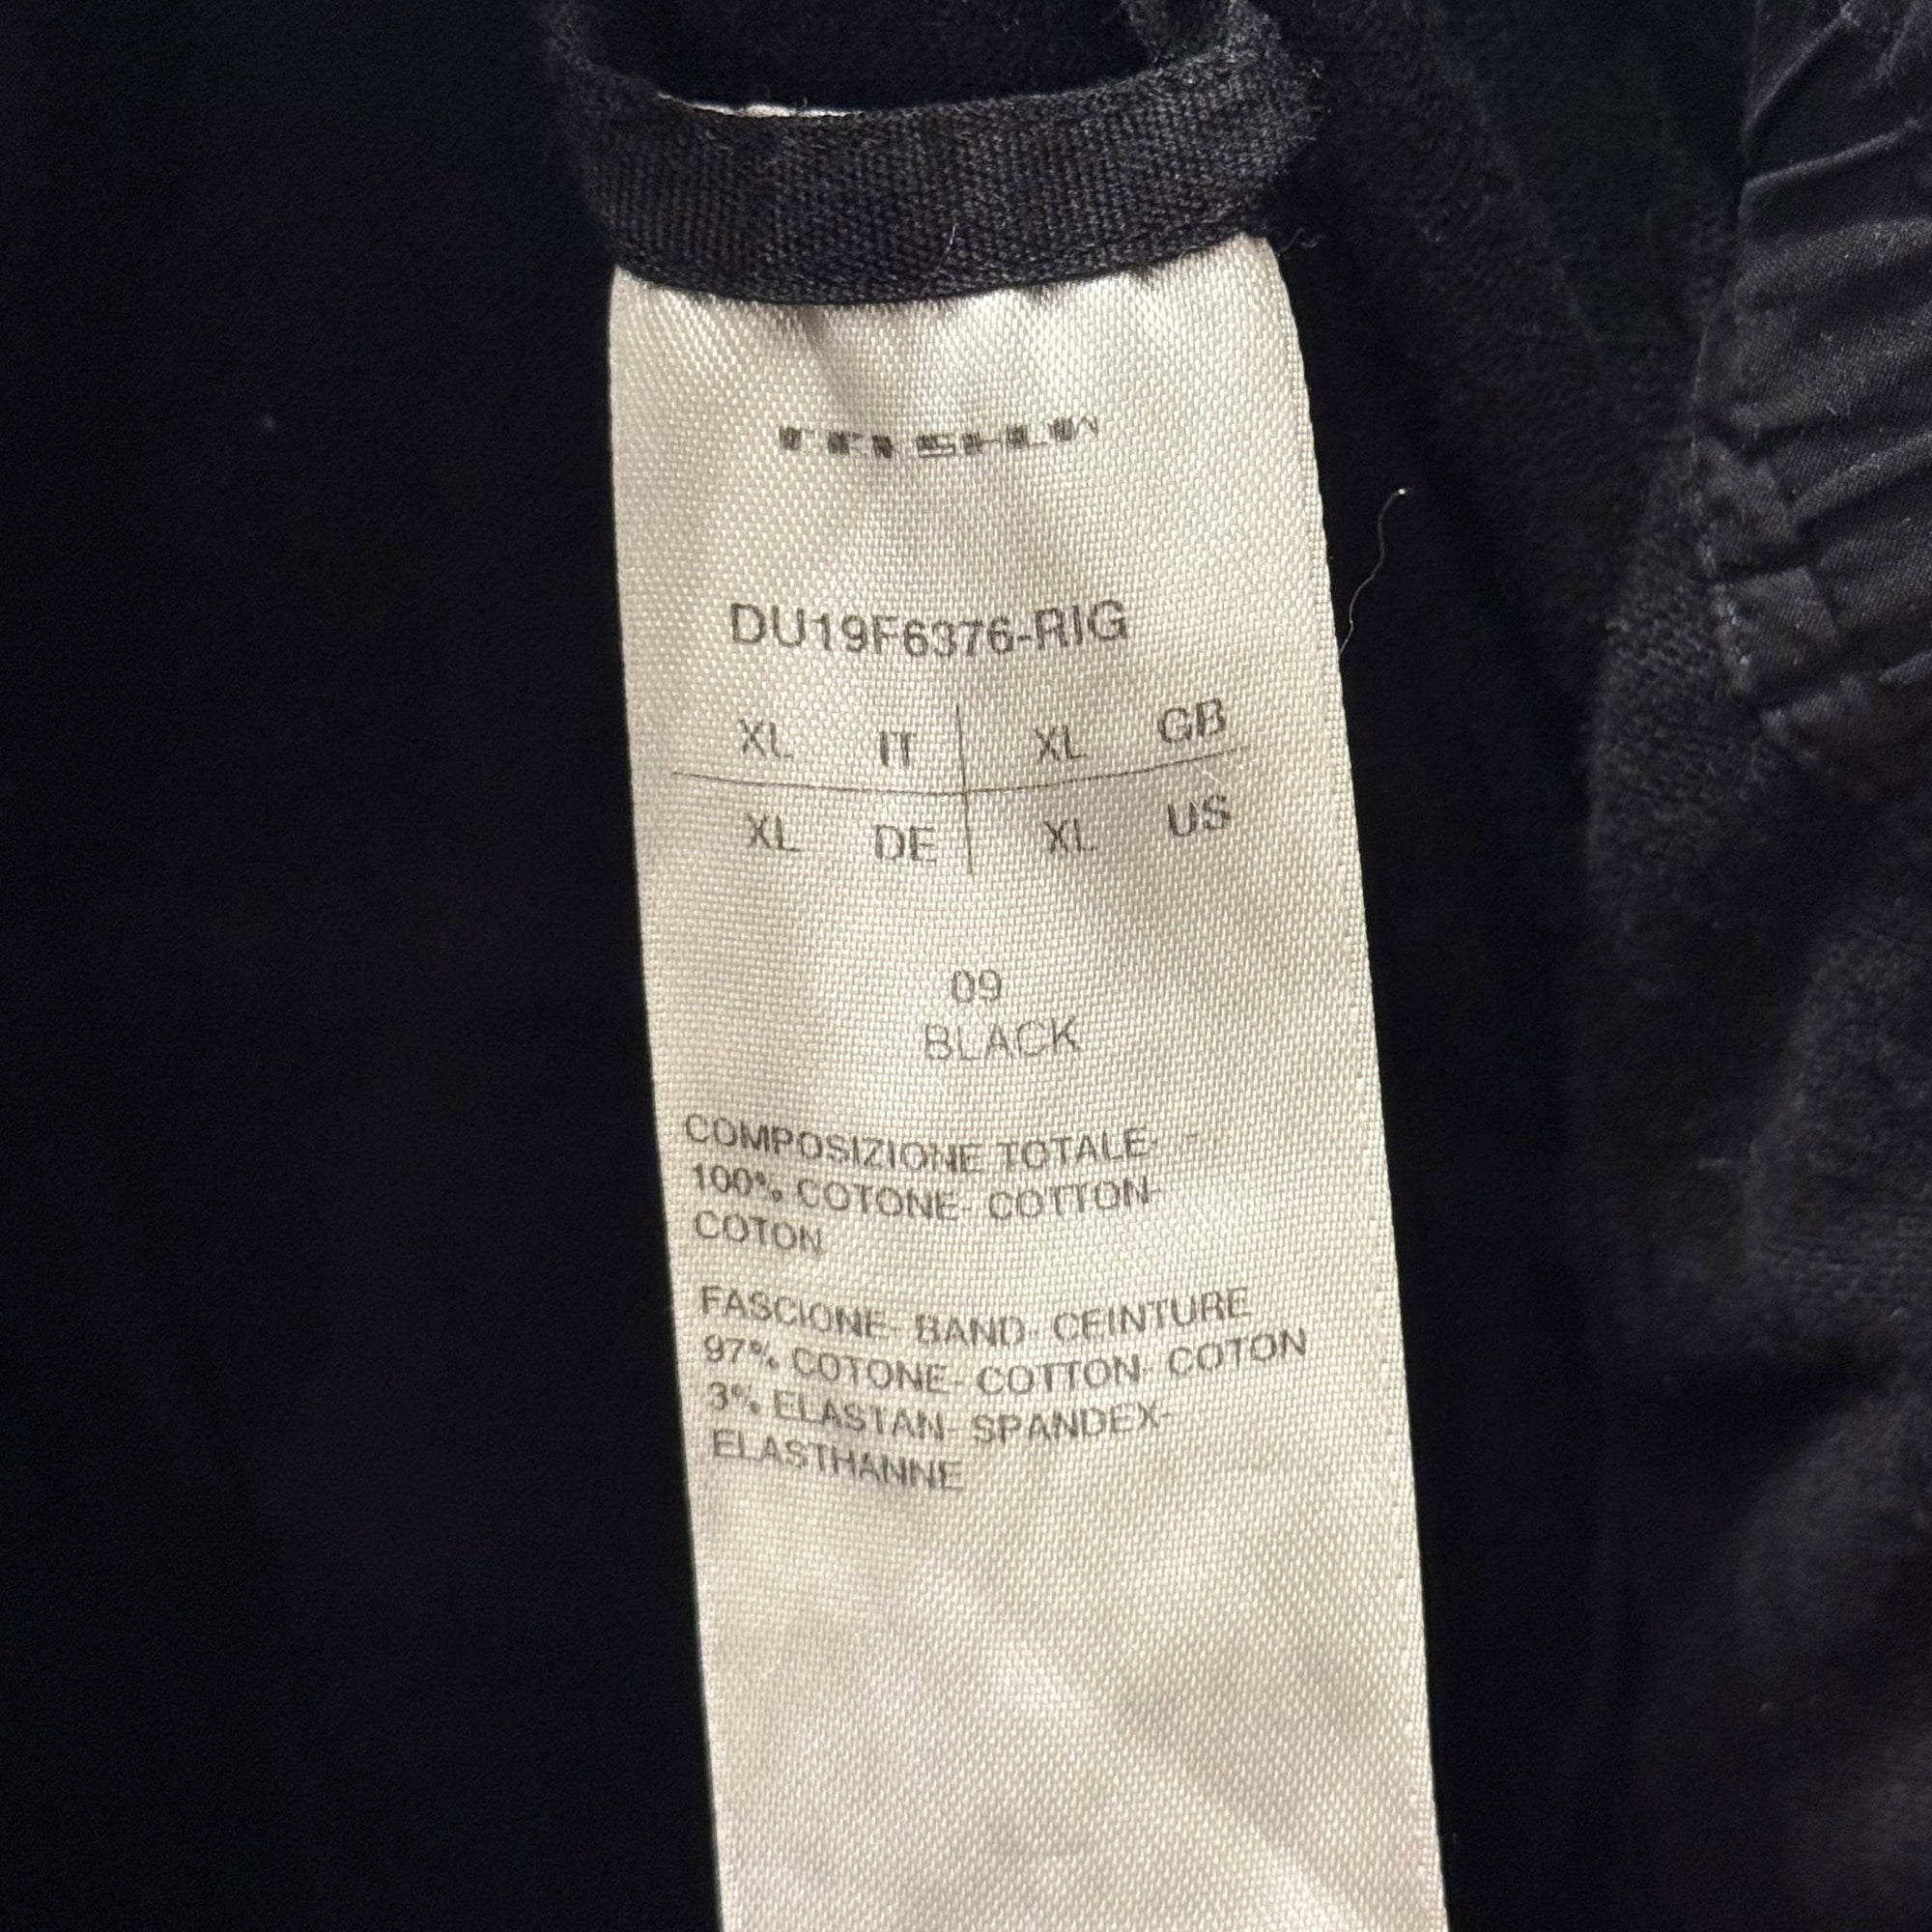 DU19F6376-RIG
XL IT XL GB
XL DE XL US
09
BLACK
COMPOSIZIONE TOTALE- -
100% COTONE- COTTON-
COTON
FASCIONE- BAND- CEINTURE
97% COTONE- COTTON- COTON
3% ELASTAN- SPANDEX-
ELASTHANNE